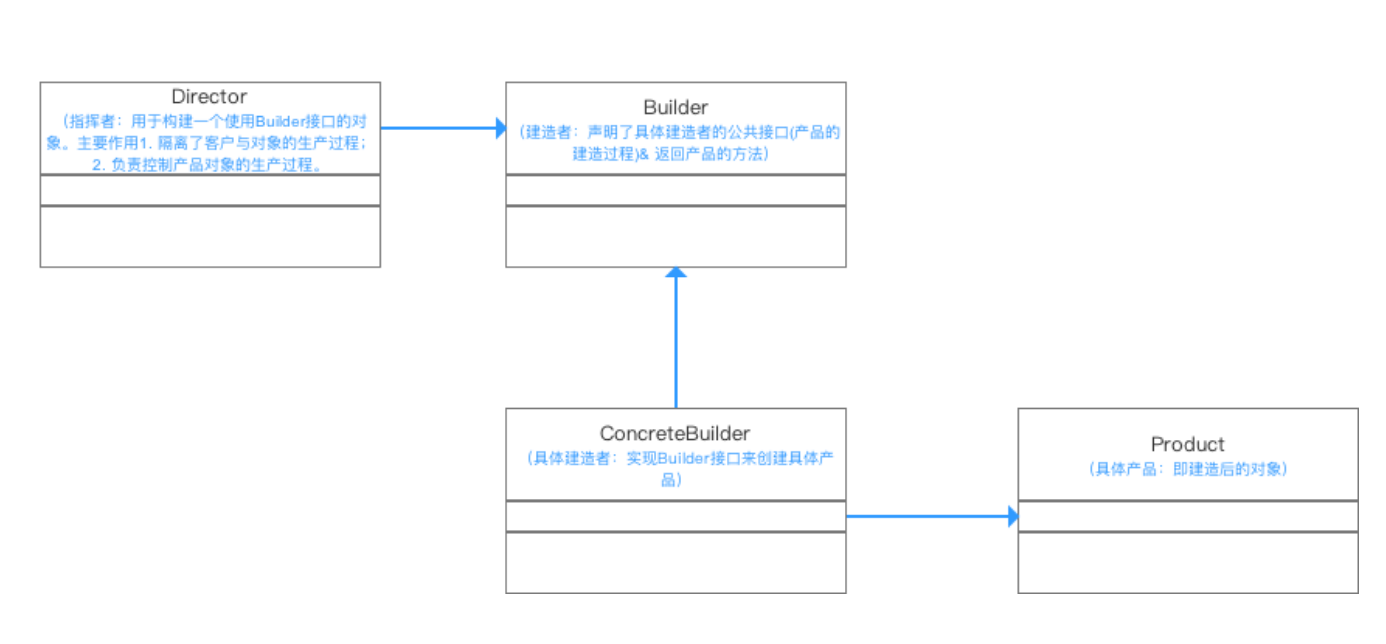 Director
（指挥者：用于构建一个使用Builder接口的对
象。主要作用1. 隔离了客户与对象的生产过程；
2. 负责控制产品对象的生产过程。
Builder
（建造者：声明了具体建造者的公共接口(产品的
建造过程)& 返回产品的方法）
ConcreteBuilder
（具体建造者：实现Builder接口来创建具体产
品）
Product
（具体产品：即建造后的对象）